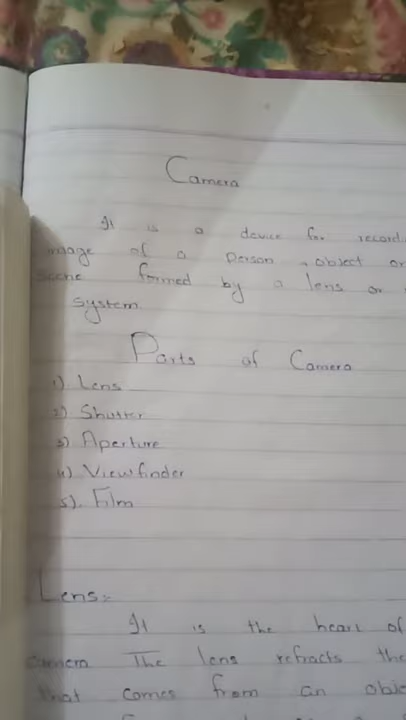 Camera
It is a device for record
image of a person, object or
scene formed by a lens or
system
Parts of Camera
1) Lens
2) Shutter
3) Aperture
4) Viewfinder
5). Film
Lens:-
It is the heart of
camera The lens refracts the
that comes from an obje